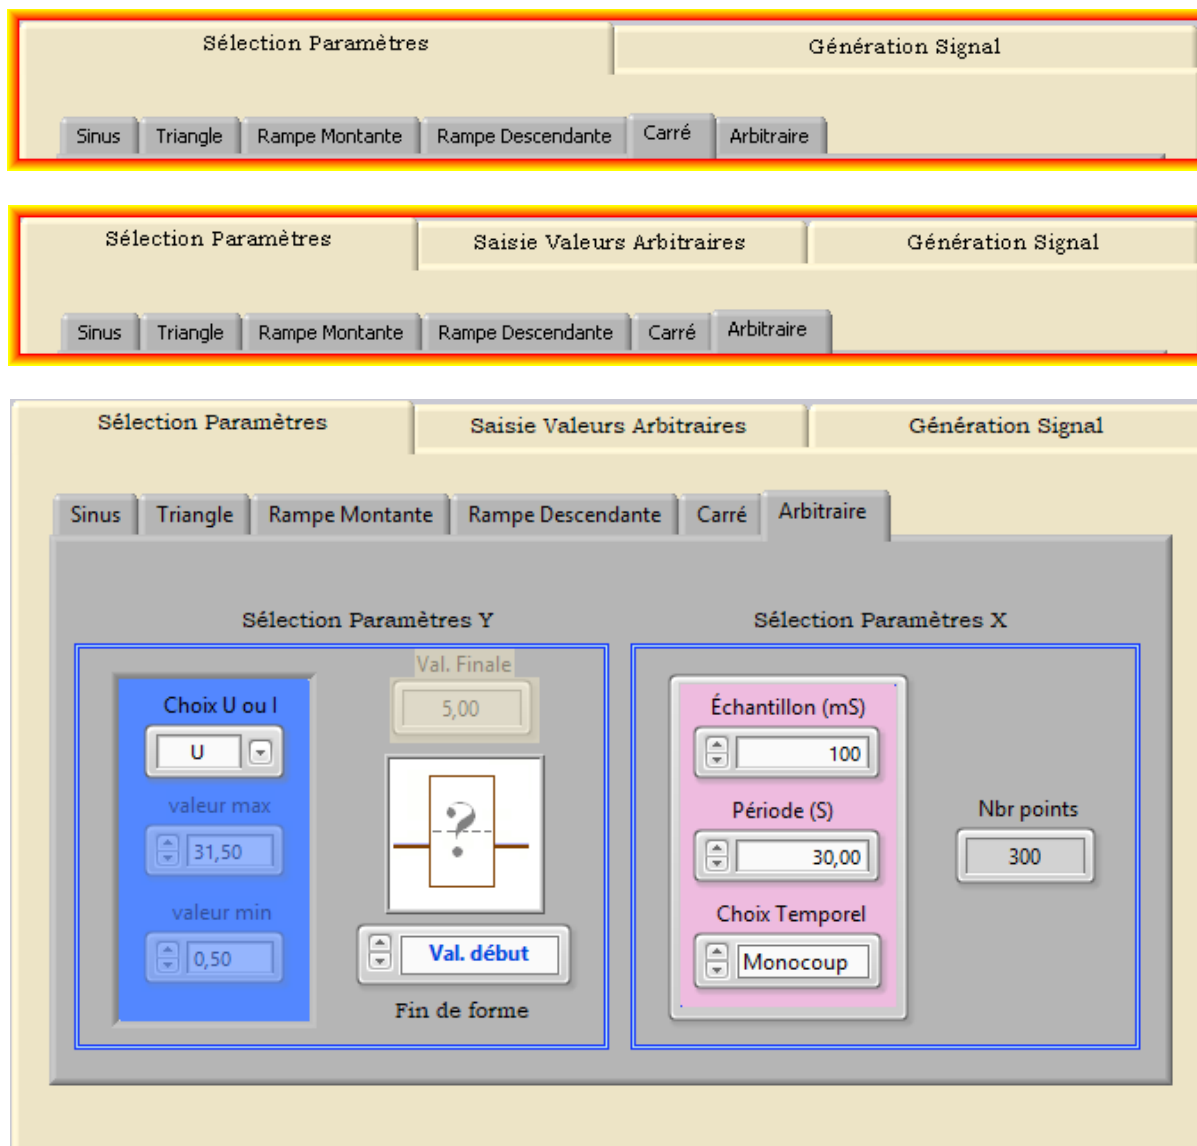 Sélection Paramètres Génération Signal
Sinus Triangle Rampe Montante Rampe Descendante Carré Arbitraire
Sélection Paramètres Saisie Valeurs Arbitraires Génération Signal
Sinus Triangle Rampe Montante Rampe Descendante Carré Arbitraire
Sélection Paramètres Saisie Valeurs Arbitraires Génération Signal
Sinus Triangle Rampe Montante Rampe Descendante Carré Arbitraire
Sélection Paramètres Y
Val. Finale
5,00
Choix U ou I
U
valeur max
31,50
valeur min
0,50
?
Val. début
Fin de forme
Sélection Paramètres X
Échantillon (mS)
100
Période (S)
30,00
Choix Temporel
Monocoup
Nbr points
300